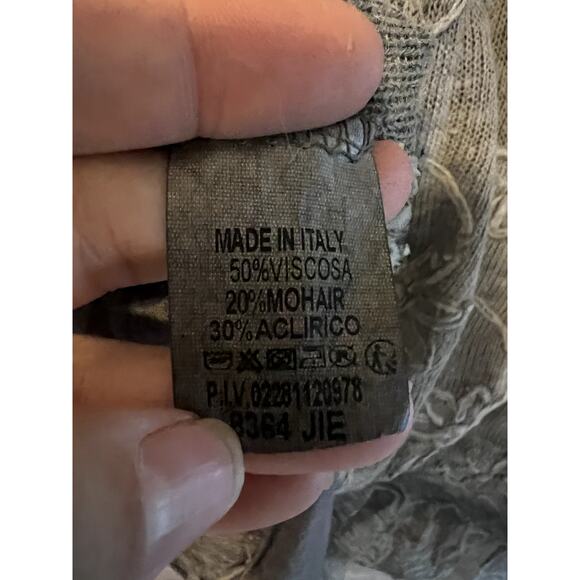 MADE IN ITALY
50%VISCOSA
20%MOHAIR
30%ACLIRICO
P.I.V.02281120978
8364 JIE